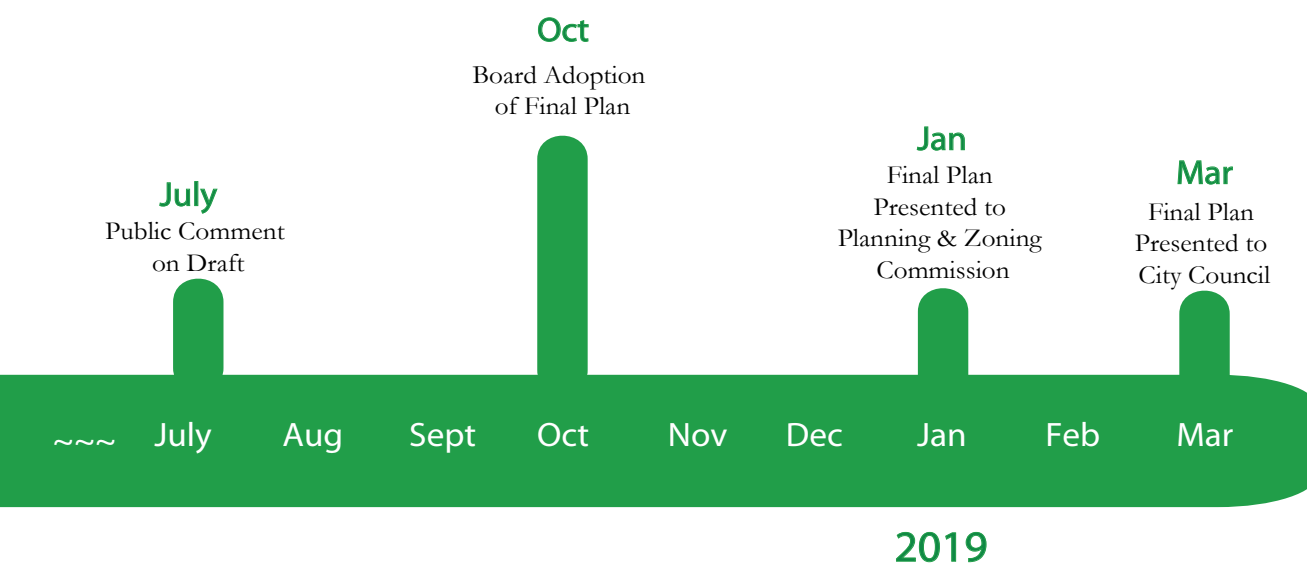 Oct
Board Adoption
of Final Plan
Jan
Final Plan
Presented to
Planning & Zoning
Commission
Mar
Final Plan
Presented to
City Council
July
Public Comment
on Draft
~~~ July Aug Sept Oct Nov Dec Jan Feb Mar
2019